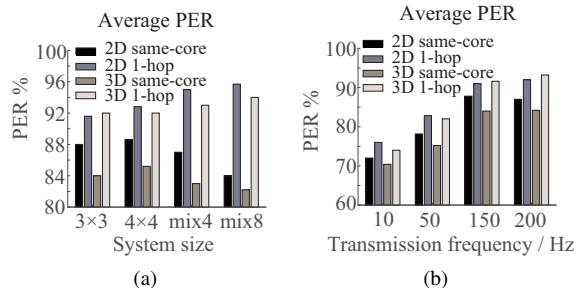 Average PER
100
96
92
88
84
80
PER %
2D same-core
2D 1-hop
3D same-core
3D 1-hop
3×3 4×4 mix4 mix8
System size
(a)
Average PER
100
90
80
70
60
PER %
2D same-core
2D 1-hop
3D same-core
3D 1-hop
10 50 150 200
Transmission frequency / Hz
(b)